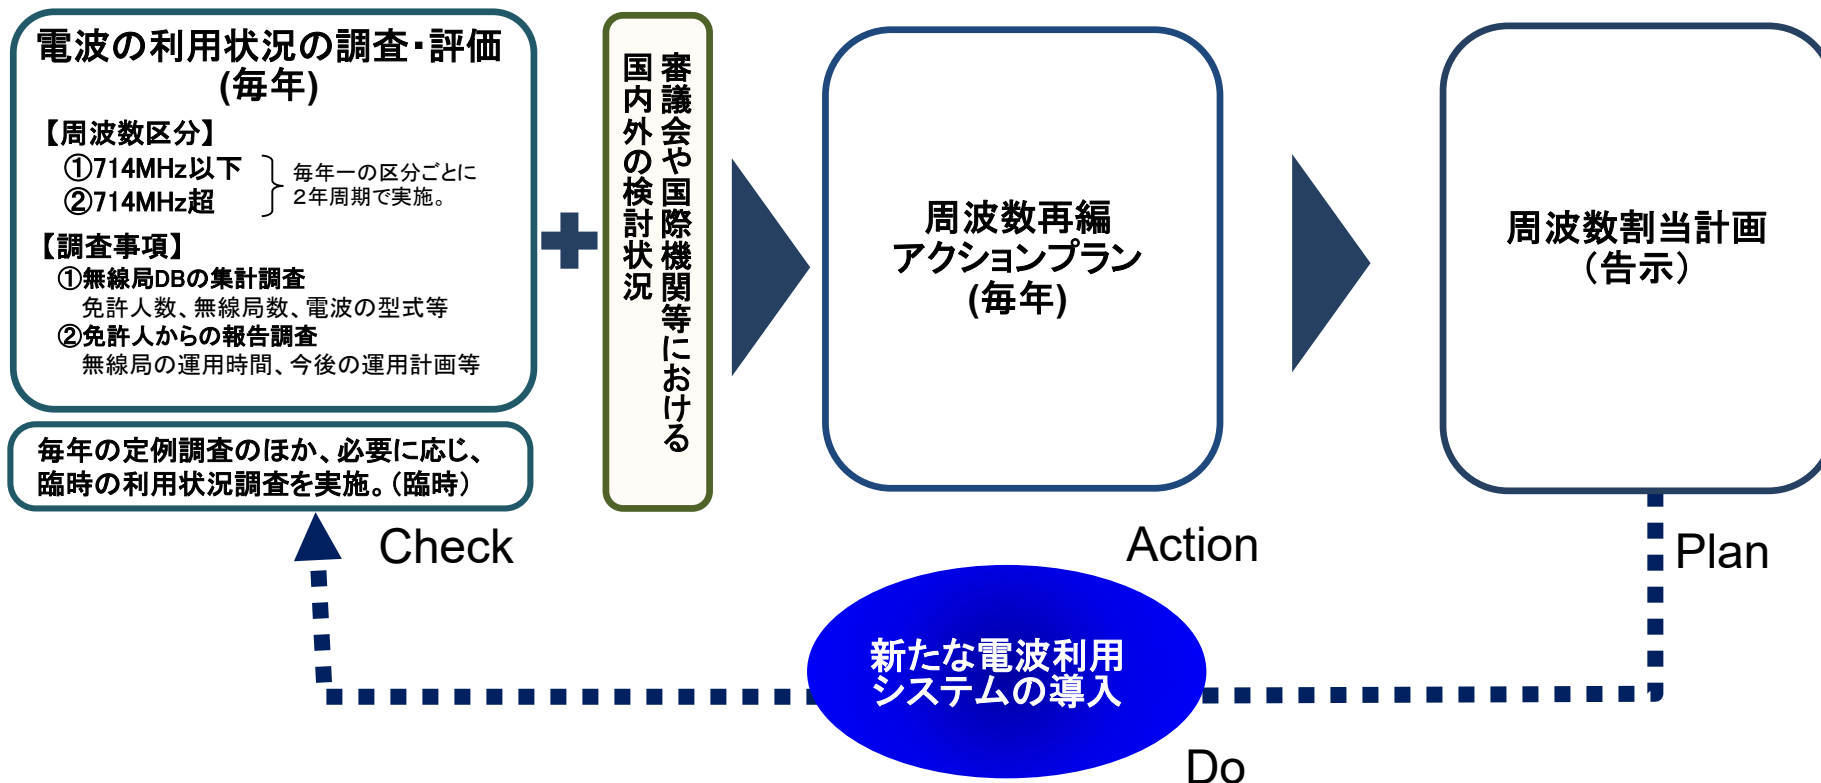 電波の利用状況の調査・評価
(毎年)
【周波数区分】
①714MHz以下
②714MHz超
毎年一の区分ごとに
２年周期で実施。
【調査事項】
①無線局DBの集計調査
免許人数、無線局数、電波の型式等
②免許人からの報告調査
無線局の運用時間、今後の運用計画等
毎年の定例調査のほか、必要に応じ、
臨時の利用状況調査を実施。（臨時）
審議会や国際機関等における
国内外の検討状況
周波数再編
アクションプラン
(毎年)
周波数割当計画
（告示）
Check
Action
Plan
新たな電波利用
システムの導入
Do